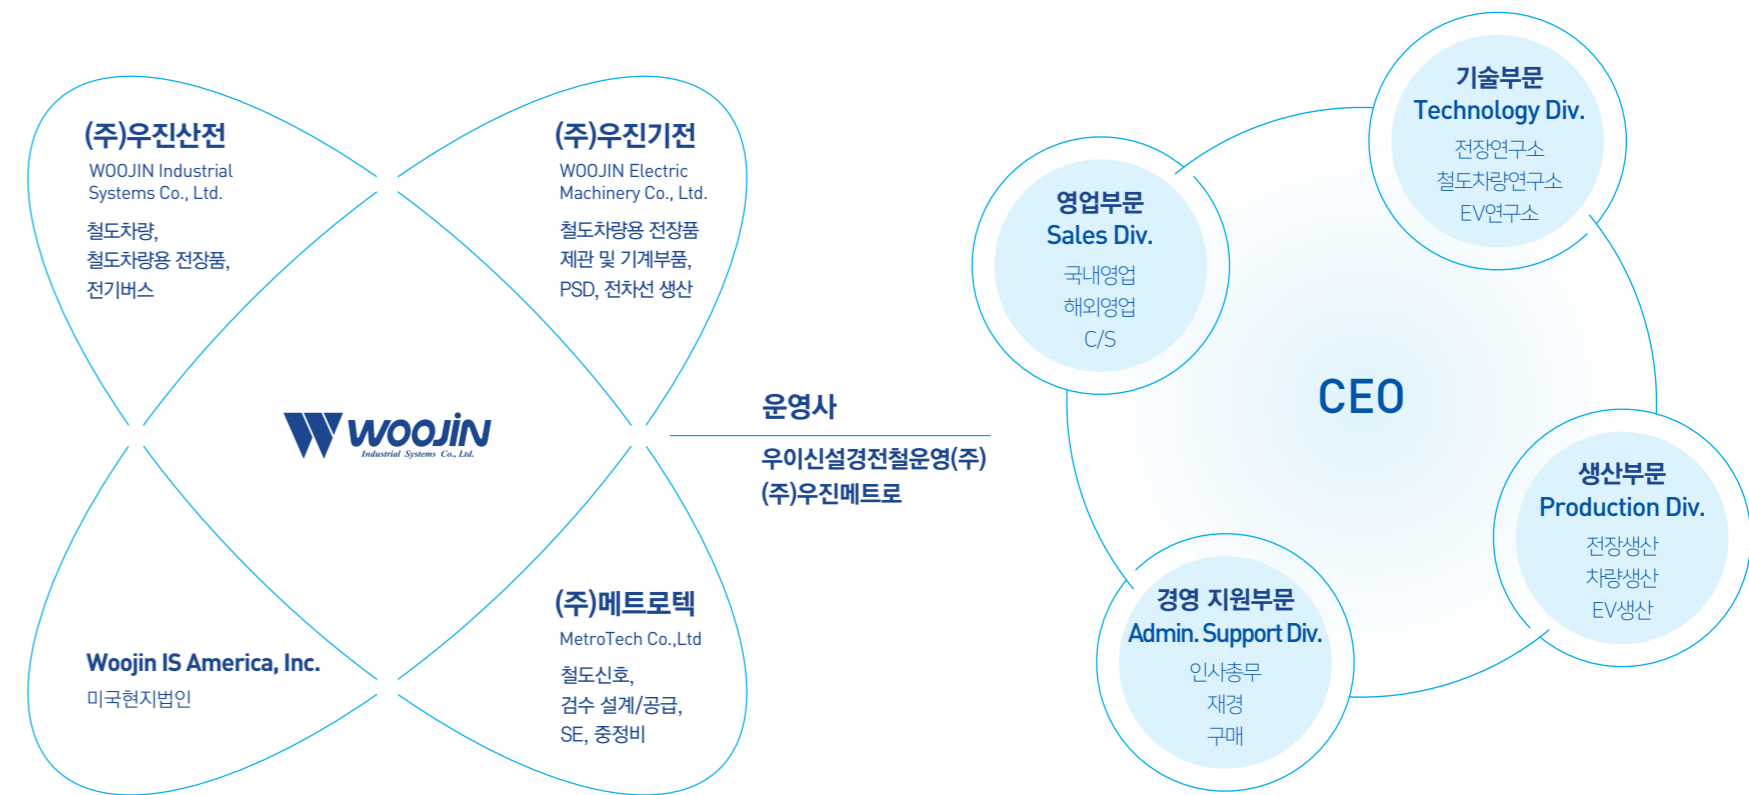 (주)우진산전
WOOJIN Industrial
Systems Co., Ltd.
철도차량,
철도차량용 전장품,
전기버스
(주)우진기전
WOOJIN Electric
Machinery Co., Ltd.
철도차량용 전장품
제관 및 기계부품,
PSD, 전차선 생산
WOOJIN
Industrial Systems Co., Ltd.
운영사
우이신설경전철운영(주)
(주)우진메트로
Woojin IS America, Inc.
미국현지법인
(주)메트로텍
MetroTech Co.,Ltd
철도신호,
검수 설계/공급,
SE, 중정비
CEO
기술부문
Technology Div.
전장연구소
철도차량연구소
EV연구소
영업부문
Sales Div.
국내영업
해외영업
C/S
생산부문
Production Div.
전장생산
차량생산
EV생산
경영 지원부문
Admin. Support Div.
인사총무
재경
구매